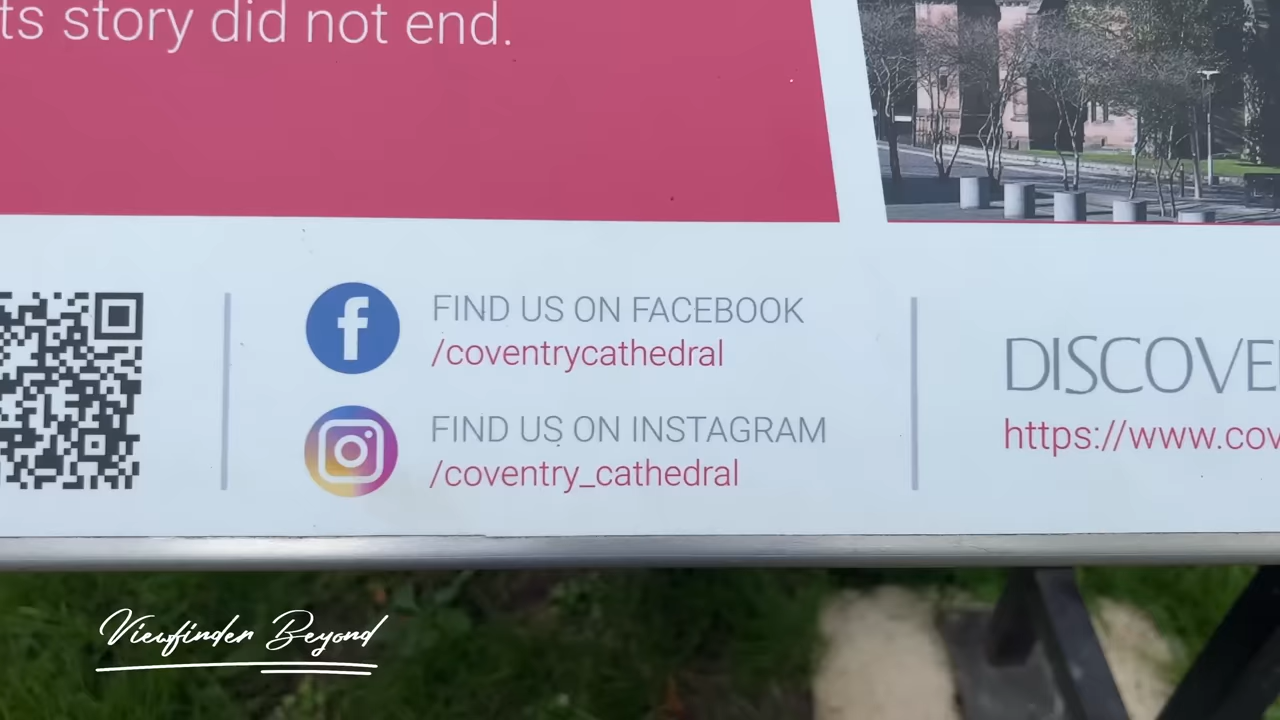 ts story did not end.
FIND US ON FACEBOOK
/coventrycathedral
FIND US ON INSTAGRAM
/coventry_cathedral
DISCOVE
https://www.cov
Viewfinder Beyond